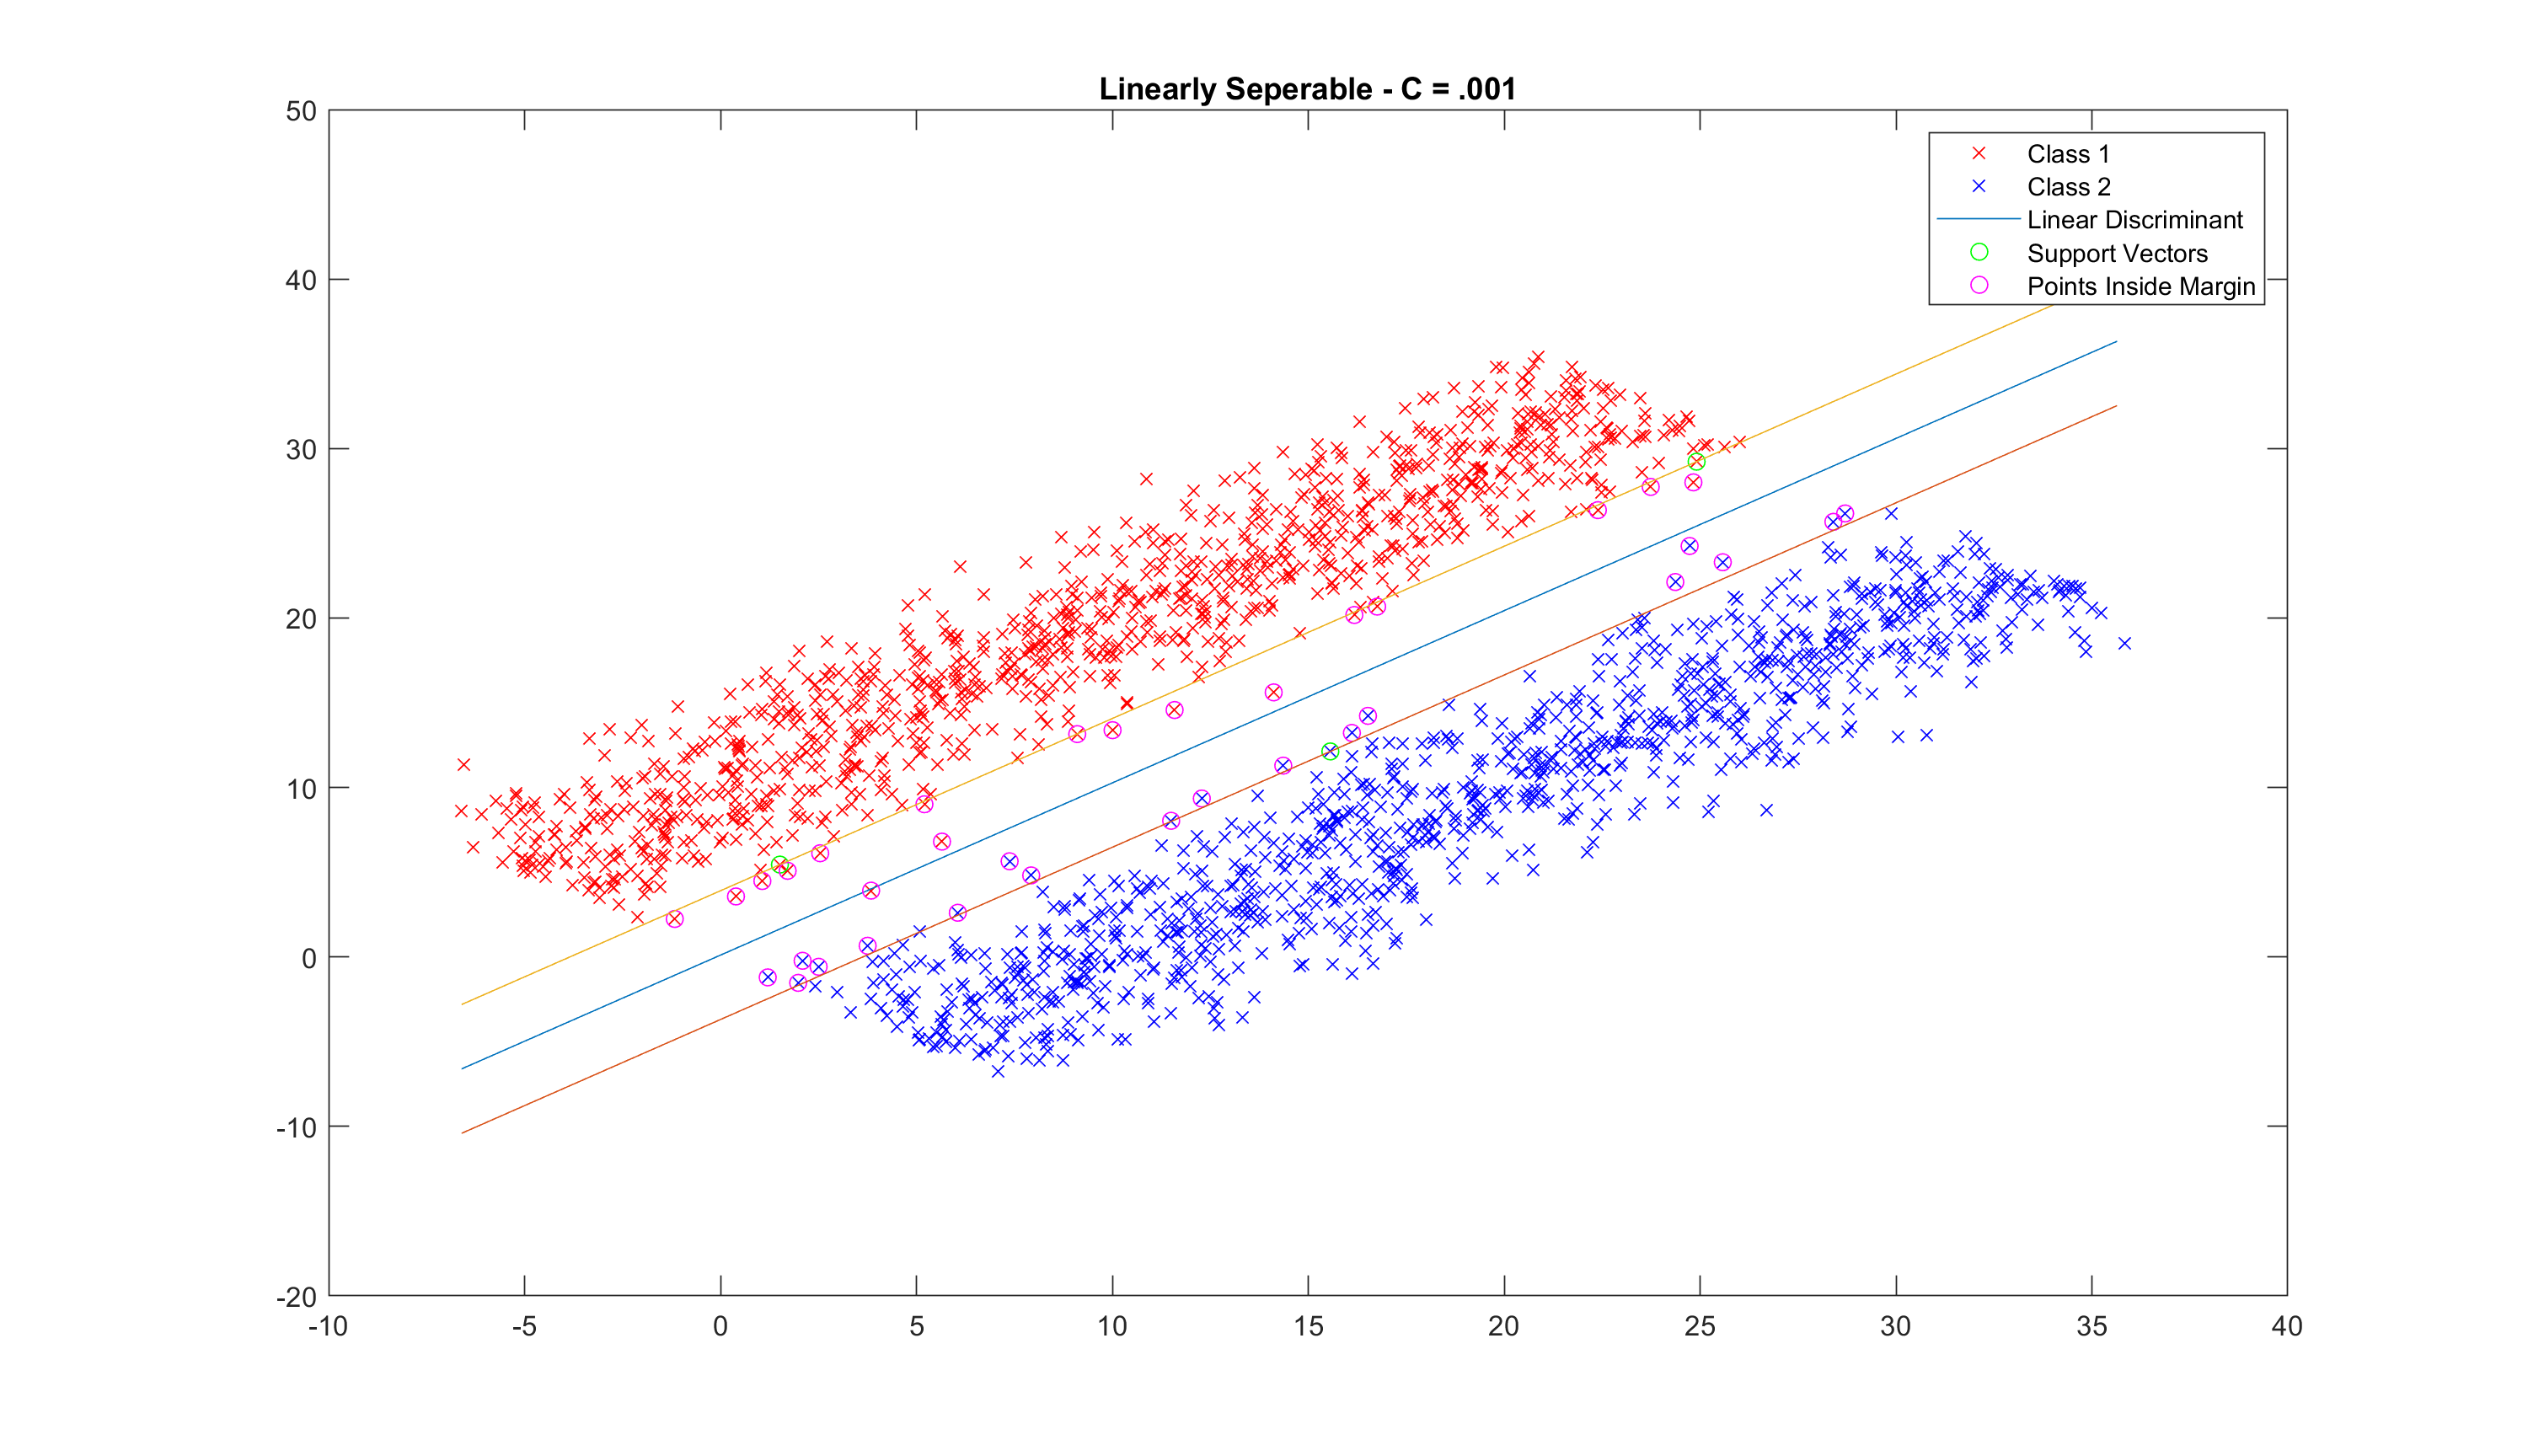 Linearly Seperable - C = .001
50
40
30
20
10
0
-10
-20
-10 -5 0 5 10 15 20 25 30 35 40
Class 1
Class 2
Linear Discriminant
Support Vectors
Points Inside Margin